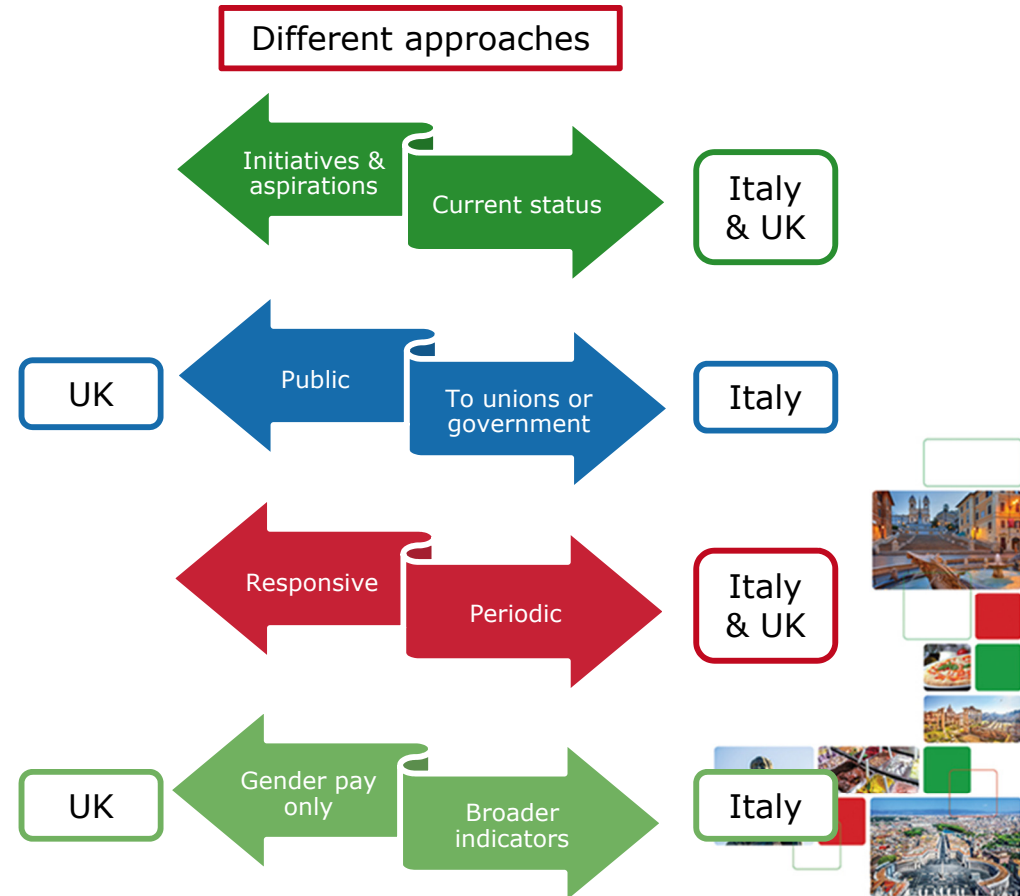 Different approaches
Initiatives &
aspirations
Current status
Italy
& UK
UK
Public
To unions or
government
Italy
Responsive
Periodic
Italy
& UK
UK
Gender pay
only
Broader
indicators
Italy